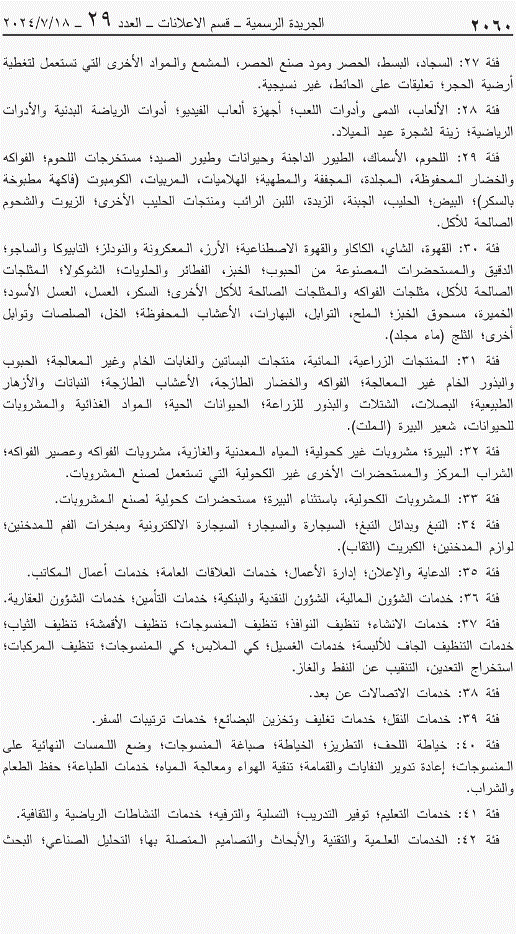 ٢٠٦٠ الجريدة الرسمية ــ قسم الاعلانات ــ العدد ٢٩ ــ ٢٠٢٤/٧/١٨
فئة ٢٧: السجاد، البسط، الحصر ومود صنع الحصر، المشمع والمواد الأخرى التي تستعمل لتغطية
أرضية الحجر؛ تعليقات على الحائط، غير نسيجية.
فئة ٢٨: الألعاب، الدمى وأدوات اللعب؛ أجهزة ألعاب الفيديو؛ أدوات الرياضة البدنية والأدوات
الرياضية؛ زينة لشجرة عيد الميلاد.
فئة ٢٩: اللحوم، الأسماك، الطيور الداجنة وحيوانات وطيور الصيد؛ مستخرجات اللحوم؛ الفواكه
والخضار المحفوظة، المجلدة، المجففة والمطهية؛ الهلاميات، المربيات، الكومبوت (فاكهة مطبوخة
بالسكر)؛ البيض؛ الحليب، الجبنة، الزبدة، اللبن الرائب ومنتجات الحليب الأخرى؛ الزيوت والشحوم
الصالحة للأكل.
فئة ٣٠: القهوة، الشاي، الكاكاو والقهوة الاصطناعية؛ الأرز، المعكرونة والنودلز؛ التابيوكا والساجو؛
الدقيق والمستحضرات المصنوعة من الحبوب؛ الخبز، الفطائر والحلويات؛ الشوكولا؛ المثلجات
الصالحة للأكل، مثلجات الفواكه والمثلجات الصالحة للأكل الأخرى؛ السكر، العسل، العسل الأسود؛
الخميرة، مسحوق الخبز؛ الملح، التوابل، البهارات، الأعشاب المحفوظة؛ الخل، الصلصات وتوابل
أخرى؛ الثلج (ماء مجلد).
فئة ٣١: المنتجات الزراعية، المائية، منتجات البساتين والغابات الخام وغير المعالجة؛ الحبوب
والبذور الخام غير المعالجة؛ الفواكه والخضار الطازجة، الأعشاب الطازجة؛ النباتات والأزهار
الطبيعية؛ البصلات، الشتلات والبذور للزراعة؛ الحيوانات الحية؛ المواد الغذائية والمشروبات
للحيوانات، شعير البيرة (الملت).
فئة ٣٢: البيرة؛ مشروبات غير كحولية؛ المياه المعدنية والغازية، مشروبات الفواكه وعصير الفواكه؛
الشراب المركز والمستحضرات الأخرى غير الكحولية التي تستعمل لصنع المشروبات.
فئة ٣٣: المشروبات الكحولية، باستثناء البيرة؛ مستحضرات كحولية لصنع المشروبات.
فئة ٣٤: التبغ وبدائل التبغ؛ السيجارة والسيجار؛ السيجارة الالكترونية ومبخرات الفم للمدخنين؛
لوازم المدخنين؛ الكبريت (الثقاب).
فئة ٣٥: الدعاية والإعلان؛ إدارة الأعمال؛ خدمات العلاقات العامة؛ خدمات أعمال المكاتب.
فئة ٣٦: خدمات الشؤون المالية، الشؤون النقدية والبنكية؛ خدمات التأمين؛ خدمات الشؤون العقارية.
فئة ٣٧: خدمات الانشاء؛ تنظيف النوافذ؛ تنظيف المنسوجات؛ تنظيف الأقمشة؛ تنظيف الثياب؛
خدمات التنظيف الجاف للألبسة؛ خدمات الغسيل؛ كي الملابس؛ كي المنسوجات؛ تنظيف المركبات؛
استخراج التعدين، التنقيب عن النفط والغاز.
فئة ٣٨: خدمات الاتصالات عن بعد.
فئة ٣٩: خدمات النقل؛ خدمات تغليف وتخزين البضائع؛ خدمات ترتيبات السفر.
فئة ٤٠: خياطة اللحف؛ التطريز؛ الخياطة؛ صباغة المنسوجات؛ وضع اللمسات النهائية على
المنسوجات؛ إعادة تدوير النفايات والقمامة؛ تنقية الهواء ومعالجة المياه؛ خدمات الطباعة؛ حفظ الطعام
والشراب.
فئة ٤١: خدمات التعليم؛ توفير التدريب؛ التسلية والترفيه؛ خدمات النشاطات الرياضية والثقافية.
فئة ٤٢: الخدمات العلمية والتقنية والأبحاث والتصاميم المتصلة بها؛ التحليل الصناعي؛ البحث